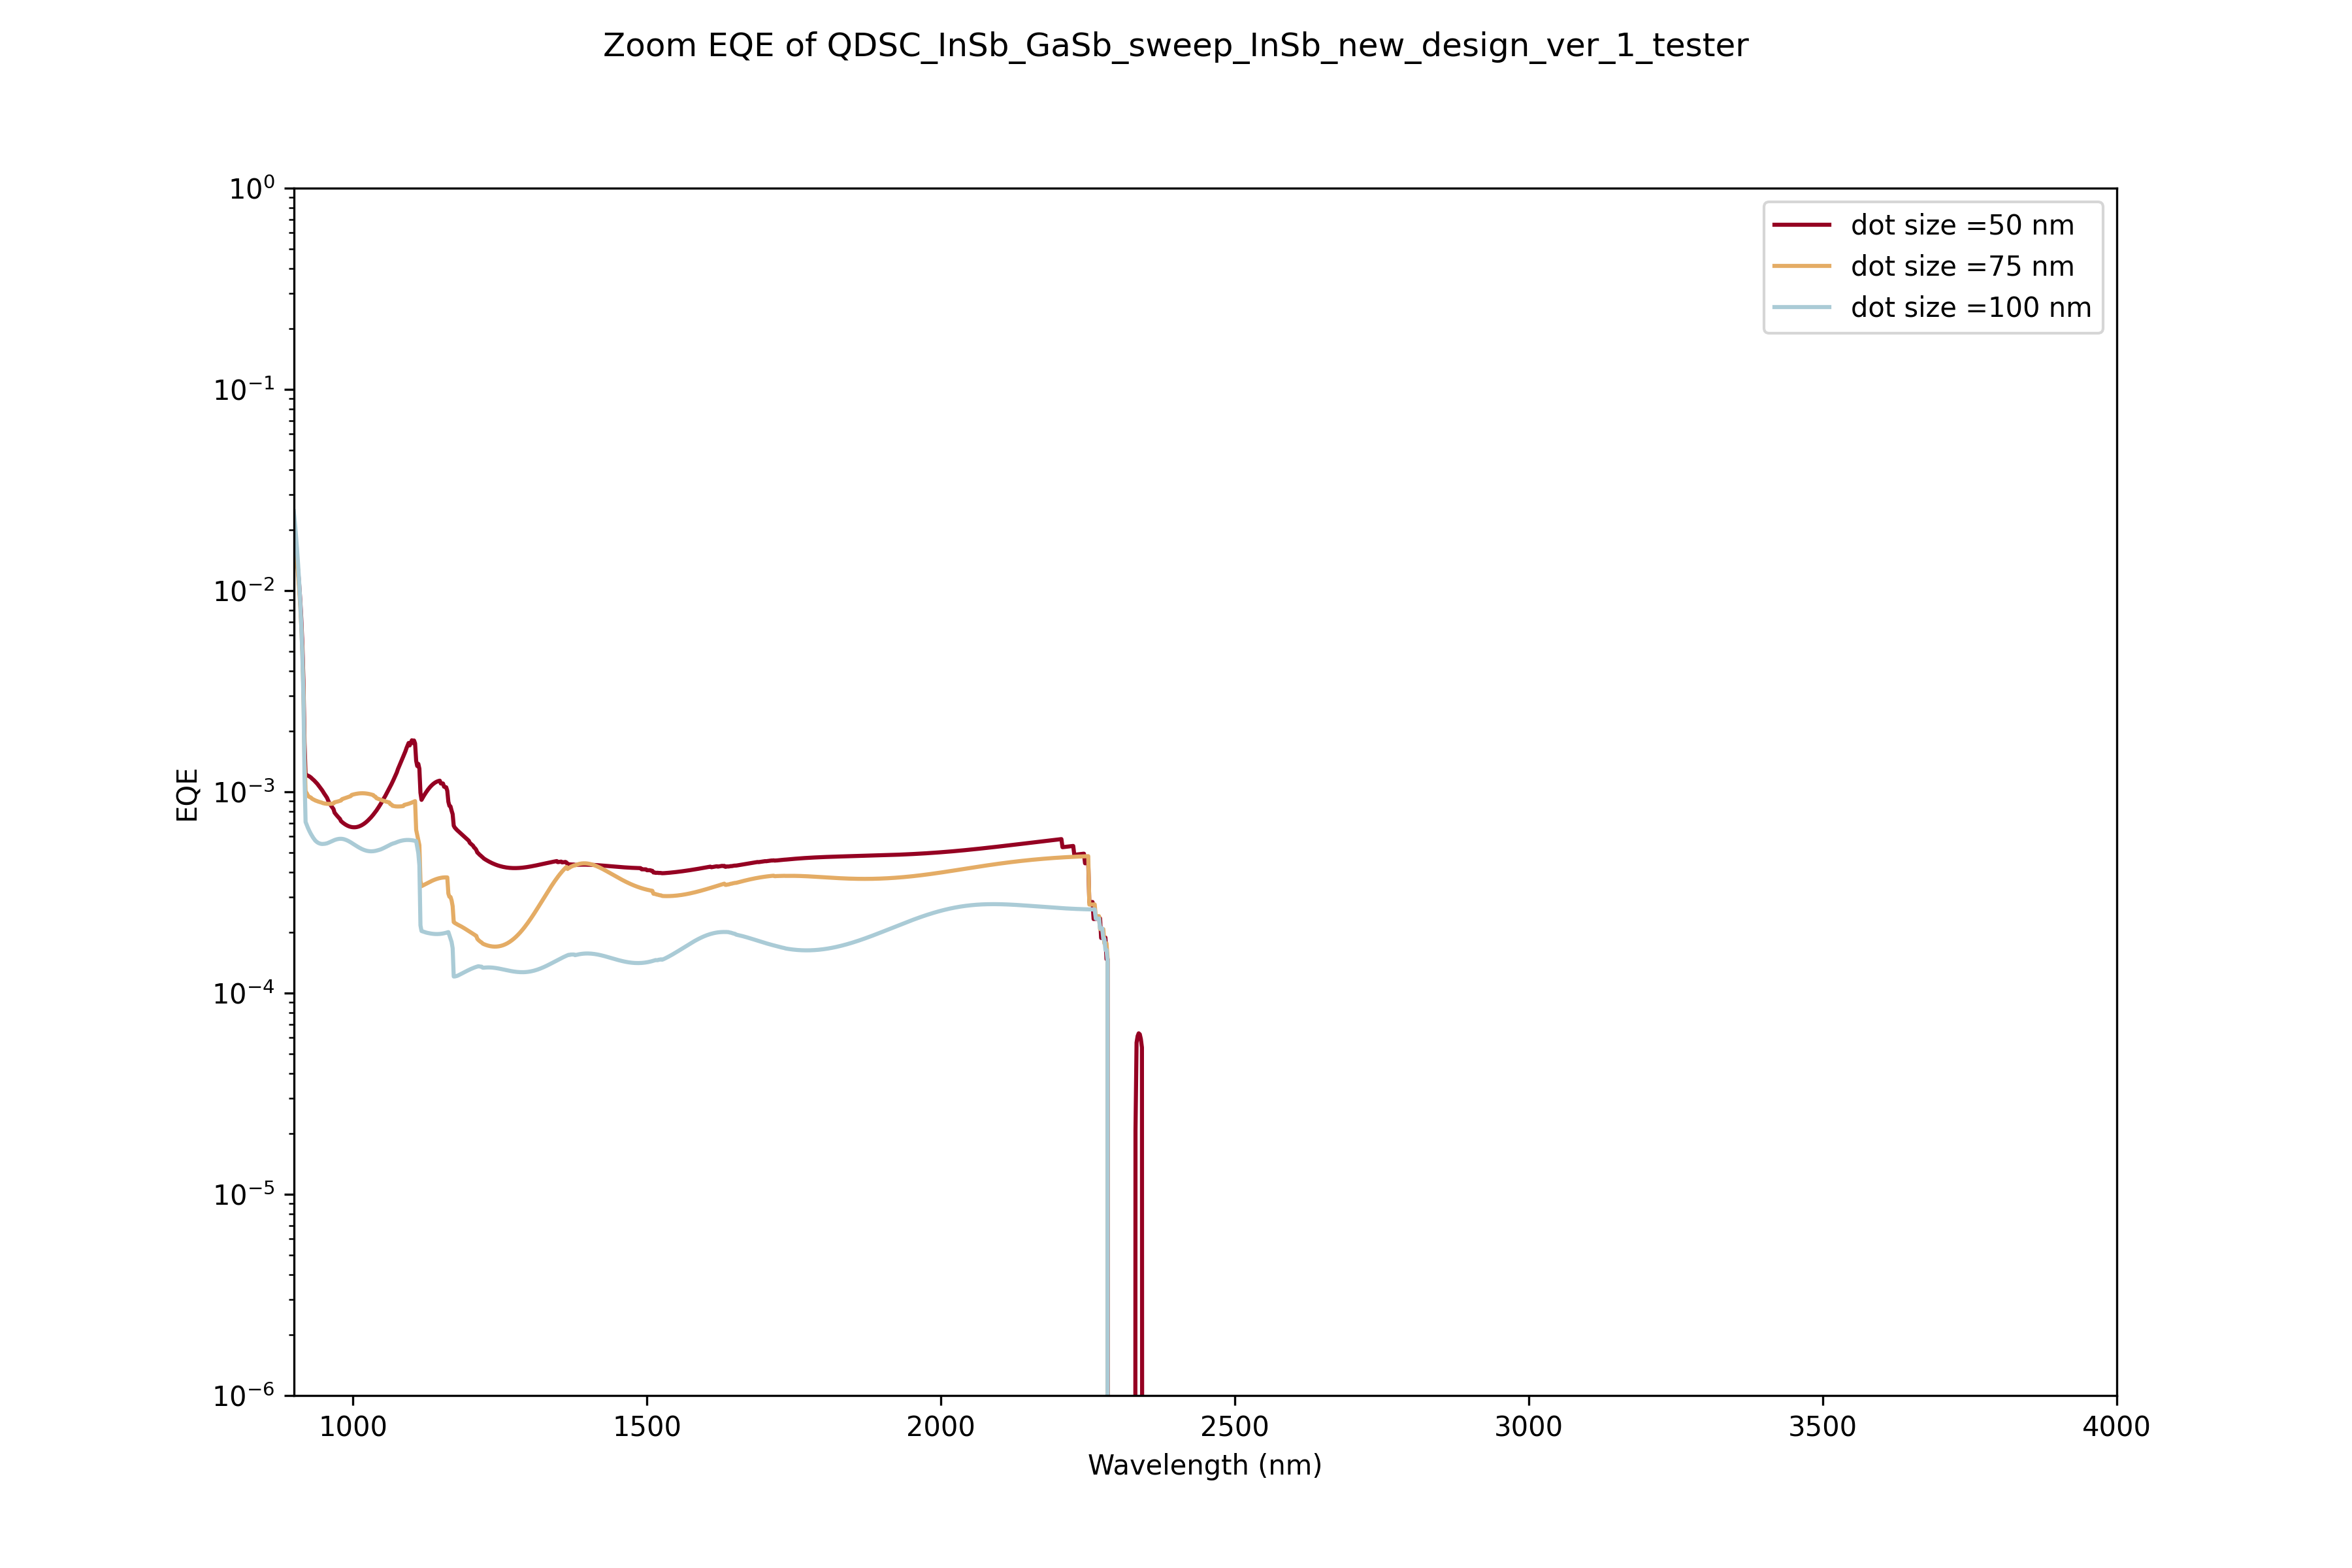 Zoom EQE of QDSC_InSb_GaSb_sweep_InSb_new_design_ver_1_tester
dot size =50 nm
dot size =75 nm
dot size =100 nm
10⁰
10⁻¹
10⁻²
10⁻³
10⁻⁴
10⁻⁵
10⁻⁶
EQE
1000 1500 2000 2500 3000 3500 4000
Wavelength (nm)